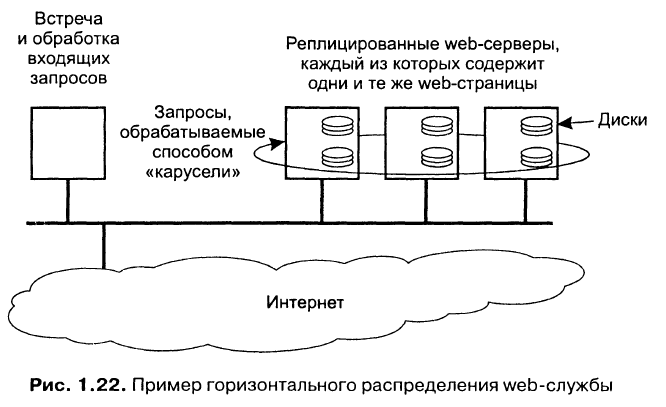 Встреча
и обработка
входящих
запросов
Реплицированные web-серверы,
каждый из которых содержит
одни и те же web-страницы
Запросы,
обрабатываемые
способом
«карусели»
Диски
Интернет
Рис. 1.22. Пример горизонтального распределения web-службы